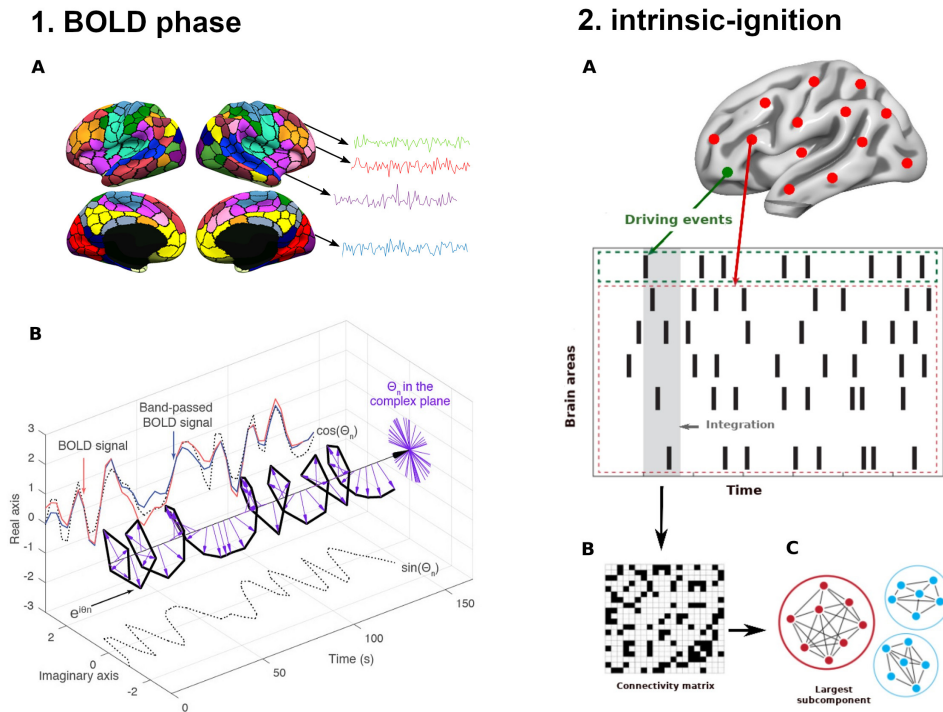 1. BOLD phase
A
B
BOLD signal
Band-passed
BOLD signal
Θn in the
complex plane
cos(Θn)
sin(Θn)
e^iθn
Real axis
3
2
1
0
-1
-2
-3
Imaginary axis
2
0
-2
Time (s)
0
50
100
150
2. intrinsic-ignition
A
Driving events
Brain areas
Integration
Time
B
Connectivity matrix
C
Largest
subcomponent